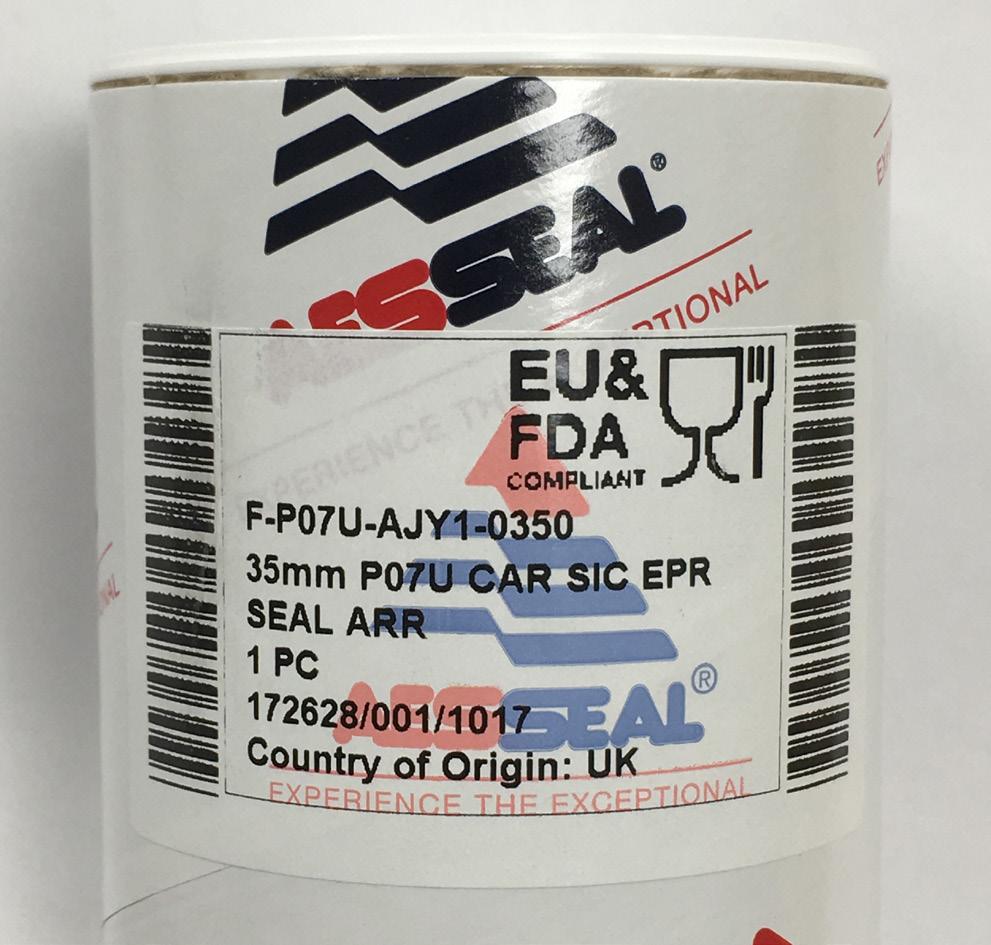 AESSEAL®
EXCEPTIONAL
EU&
FDA
COMPLIANT
EXPERIENCE THE
F-P07U-AJY1-0350
35mm P07U CAR SIC EPR
SEAL ARR
1 PC
172628/001/1017
AESSEAL®
Country of Origin: UK
EXPERIENCE THE EXCEPTIONAL